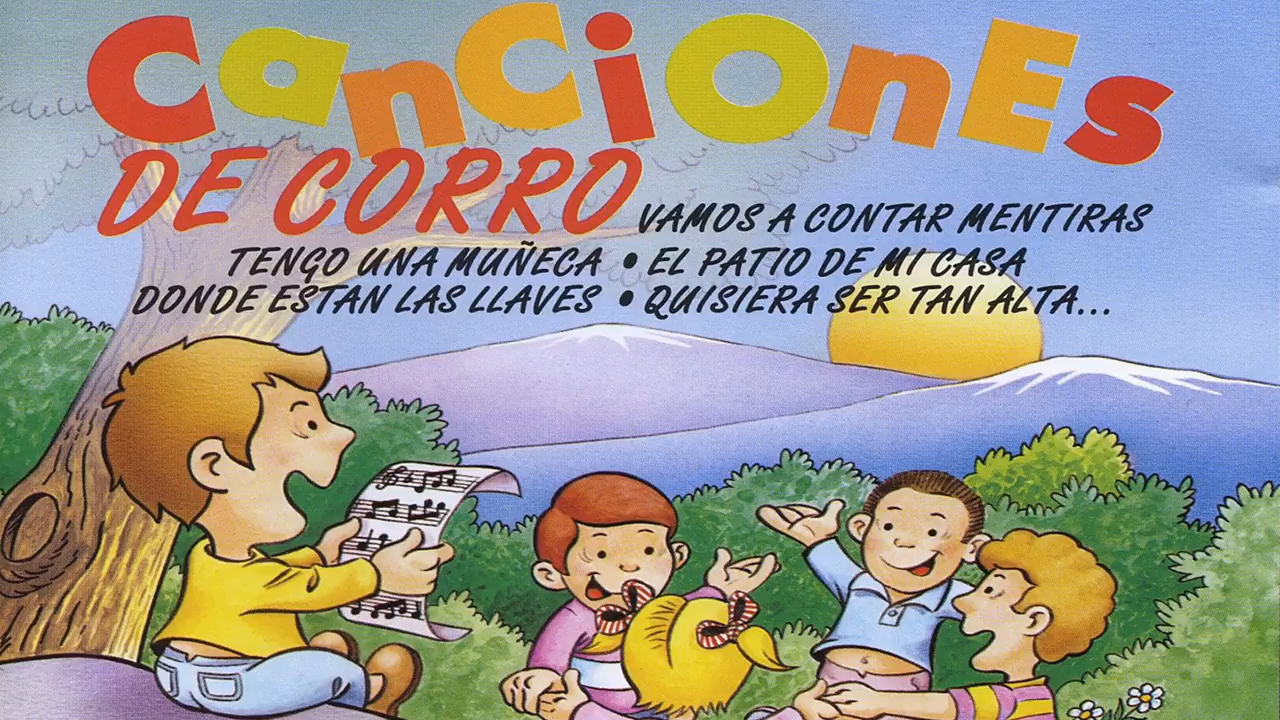 CanCionEs
DE CORRO
VAMOS A CONTAR MENTIRAS
TENGO UNA MUÑECA • EL PATIO DE MI CASA
DONDE ESTAN LAS LLAVES • QUISIERA SER TAN ALTA...